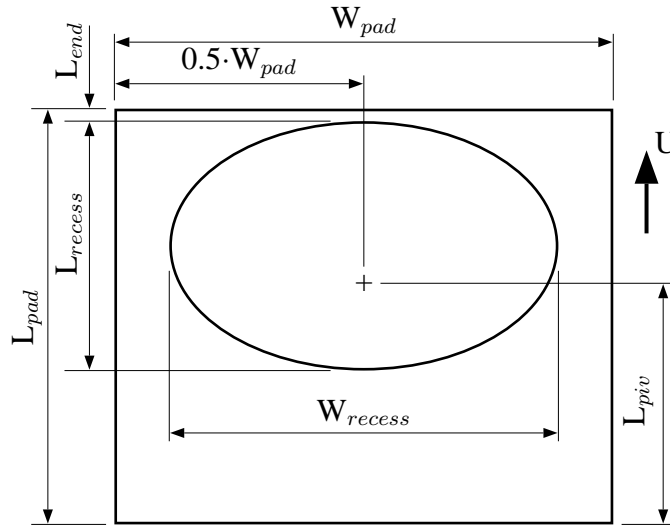 W_pad
L_end
0.5·W_pad
U
L_recess
L_pad
W_recess
L_piv